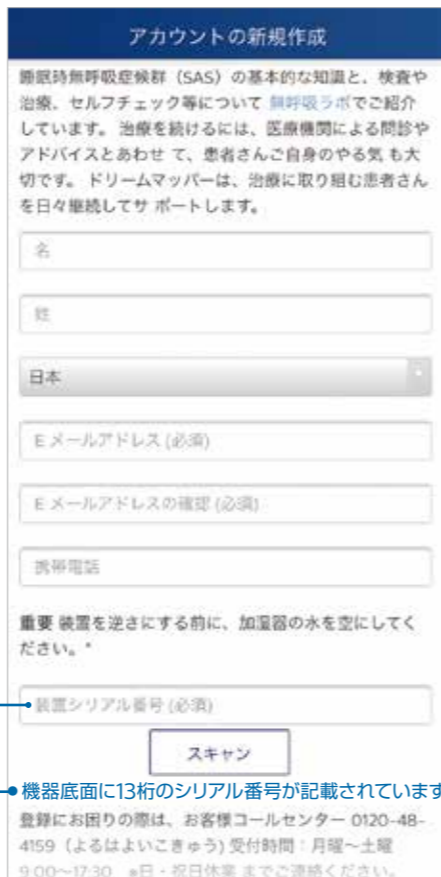 アカウントの新規作成
睡眠時無呼吸症候群（SAS）の基本的な知識と、検査や
治療、セルフチェック等について 無呼吸ラボでご紹介
しています。 治療を続けるには、医療機関による問診や
アドバイスとあわせ て、患者さんご自身のやる気 も大
切です。 ドリームマッパーは、治療に取り組む患者さん
を日々継続してサ ポートします。
名
姓
日本
E メールアドレス (必須)
E メールアドレスの確認 (必須)
携帯電話
重要 装置を逆さにする前に、加湿器の水を空にしてく
ださい。*
装置シリアル番号 (必須)
スキャン
機器底面に13桁のシリアル番号が記載されています
登録にお困りの際は、お客様コールセンター 0120-48-
4159（よるはよいこきゅう) 受付時間：月曜～土曜
9:00～17:30 *日・祝日休業 までご連絡ください。